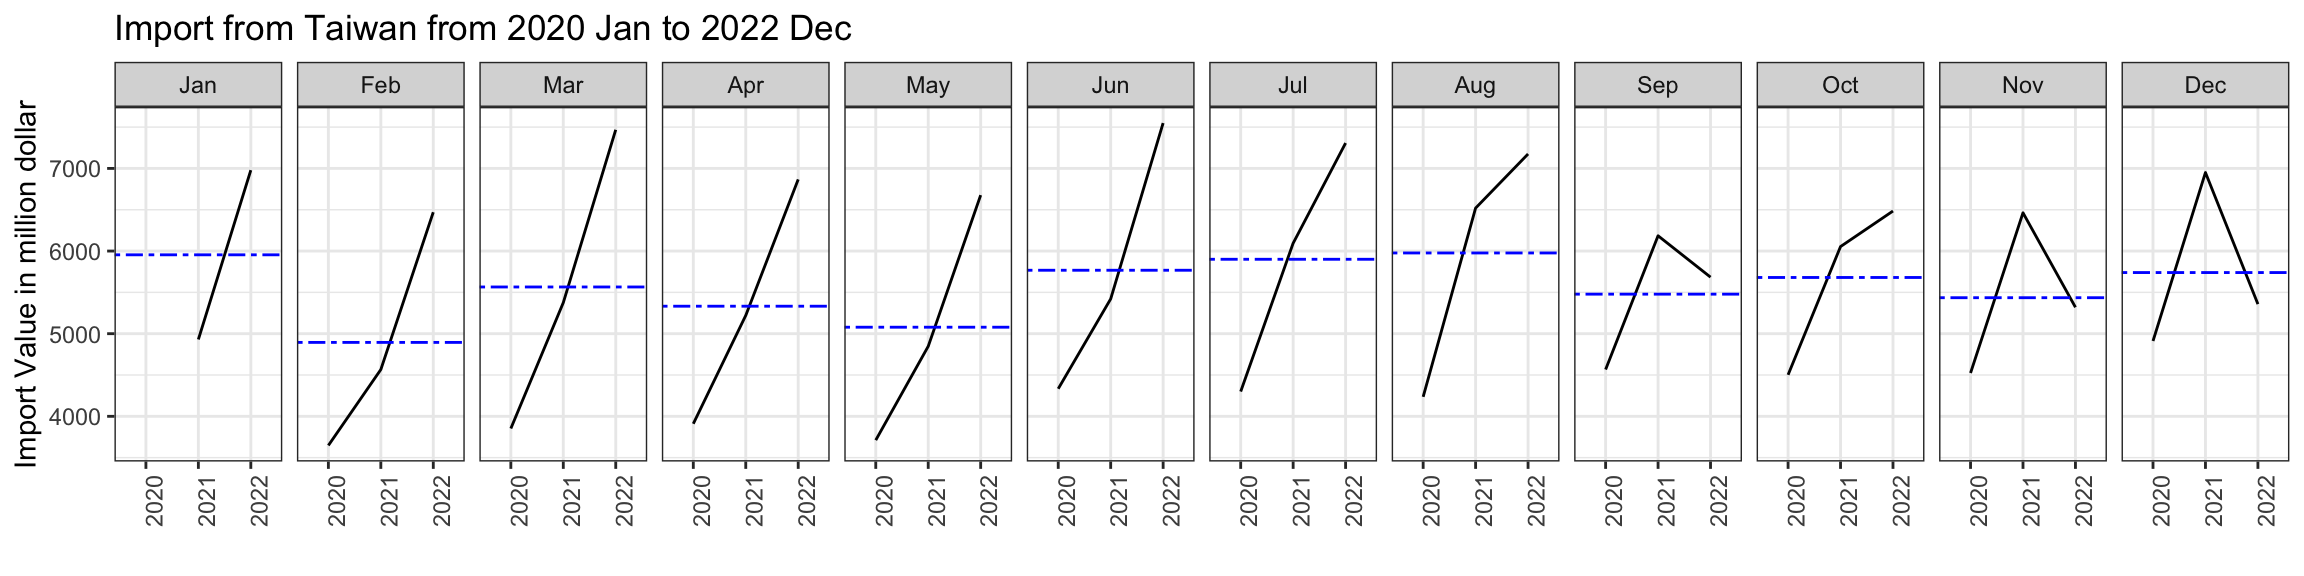 Import from Taiwan from 2020 Jan to 2022 Dec
Jan Feb Mar Apr May Jun Jul Aug Sep Oct Nov Dec
Import Value in million dollar
7000
6000
5000
4000
2020 2021 2022 2020 2021 2022 2020 2021 2022 2020 2021 2022 2020 2021 2022 2020 2021 2022 2020 2021 2022 2020 2021 2022 2020 2021 2022 2020 2021 2022 2020 2021 2022 2020 2021 2022